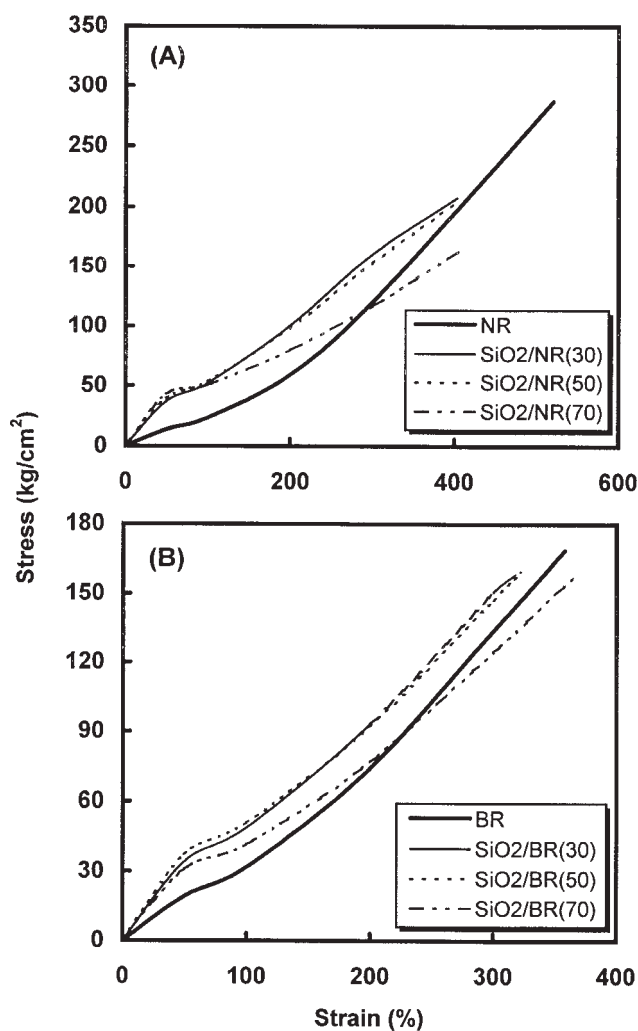 Stress (kg/cm²)
(A)
350
300
250
200
150
100
50
0
0 200 400 600
NR
SiO2/NR(30)
SiO2/NR(50)
SiO2/NR(70)
(B)
180
150
120
90
60
30
0
0 100 200 300 400
BR
SiO2/BR(30)
SiO2/BR(50)
SiO2/BR(70)
Strain (%)